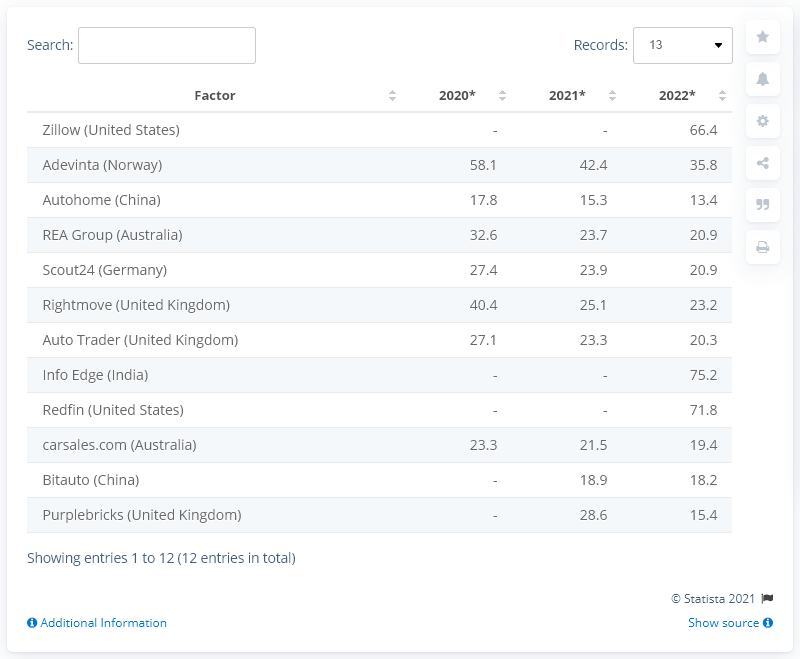 Search:
Records: 13
Factor 2020* 2021* 2022*
Zillow (United States) - - 66.4
Adevinta (Norway) 58.1 42.4 35.8
Autohome (China) 17.8 15.3 13.4
REA Group (Australia) 32.6 23.7 20.9
Scout24 (Germany) 27.4 23.9 20.9
Rightmove (United Kingdom) 40.4 25.1 23.2
Auto Trader (United Kingdom) 27.1 23.3 20.3
Info Edge (India) - - 75.2
Redfin (United States) - - 71.8
carsales.com (Australia) 23.3 21.5 19.4
Bitauto (China) - 18.9 18.2
Purplebricks (United Kingdom) - 28.6 15.4
Showing entries 1 to 12 (12 entries in total)
© Statista 2021
Additional Information
Show source